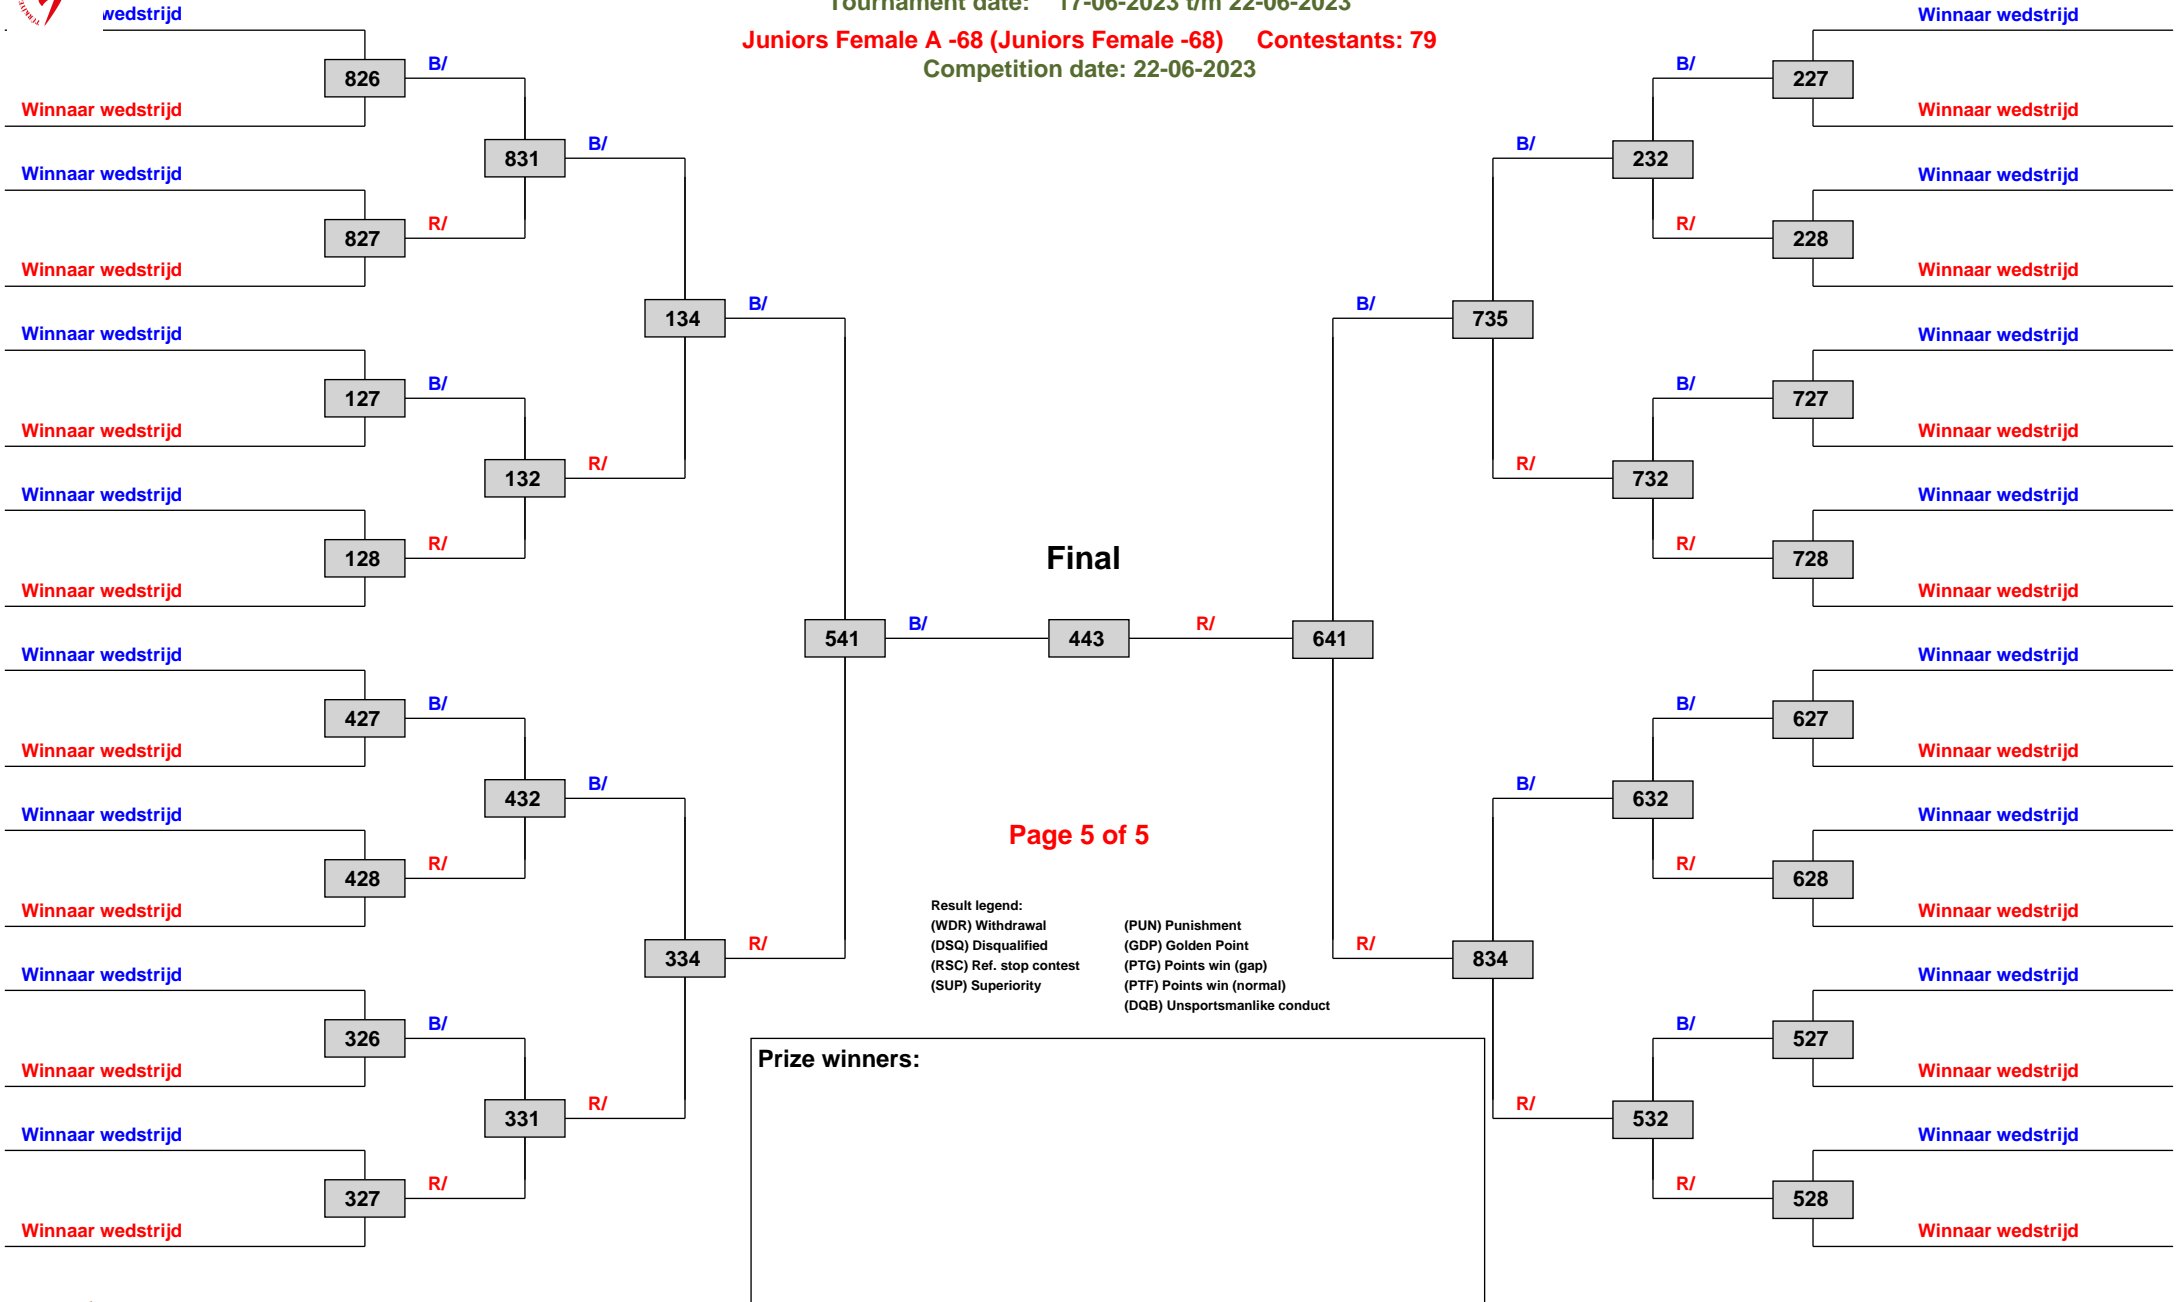 Tournament date: 17-06-2023 t/m 22-06-2023
Juniors Female A -68 (Juniors Female -68) Contestants: 79
Competition date: 22-06-2023
wedstrijd
826
B/
Winnaar wedstrijd
831
B/
Winnaar wedstrijd
827
R/
Winnaar wedstrijd
134
B/
Winnaar wedstrijd
127
B/
Winnaar wedstrijd
132
R/
Winnaar wedstrijd
128
R/
Winnaar wedstrijd
541
B/
Winnaar wedstrijd
427
B/
Winnaar wedstrijd
432
B/
Winnaar wedstrijd
428
R/
Winnaar wedstrijd
334
R/
Winnaar wedstrijd
326
B/
Winnaar wedstrijd
331
R/
Winnaar wedstrijd
327
R/
Winnaar wedstrijd
Final
443
R/
641
Winnaar wedstrijd
B/
227
Winnaar wedstrijd
B/
232
Winnaar wedstrijd
R/
228
Winnaar wedstrijd
B/
735
Winnaar wedstrijd
B/
727
Winnaar wedstrijd
R/
732
Winnaar wedstrijd
R/
728
Winnaar wedstrijd
Winnaar wedstrijd
B/
627
Winnaar wedstrijd
B/
632
Winnaar wedstrijd
R/
628
Winnaar wedstrijd
R/
834
Winnaar wedstrijd
B/
527
Winnaar wedstrijd
R/
532
Winnaar wedstrijd
R/
528
Winnaar wedstrijd
Page 5 of 5
Result legend:
(WDR) Withdrawal
(DSQ) Disqualified
(RSC) Ref. stop contest
(SUP) Superiority
(PUN) Punishment
(GDP) Golden Point
(PTG) Points win (gap)
(PTF) Points win (normal)
(DQB) Unsportsmanlike conduct
Prize winners: